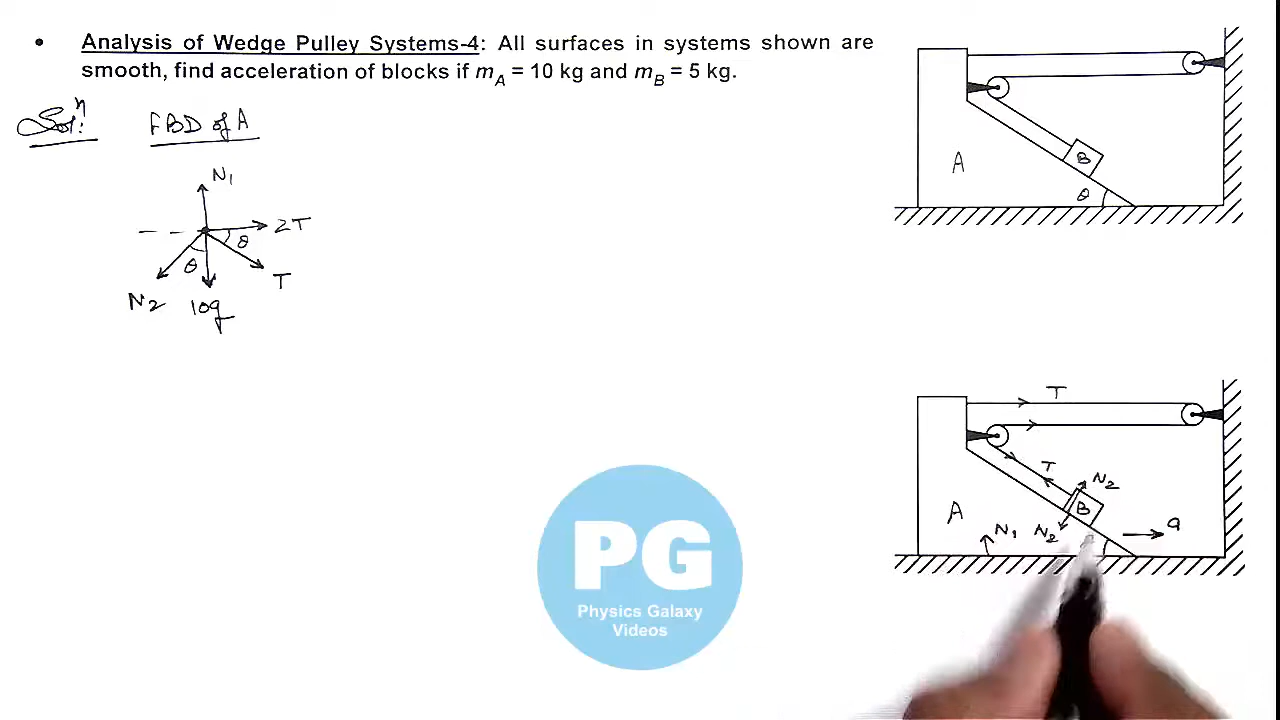 • Analysis of Wedge Pulley Systems-4: All surfaces in systems shown are
smooth, find acceleration of blocks if mA = 10 kg and mB = 5 kg.
Solⁿ: FBD of A
N1
2T
θ
θ
T
N2
10g
A
B
θ
T
T
N2
B
A
N1
N2
a
PG
Physics Galaxy
Videos